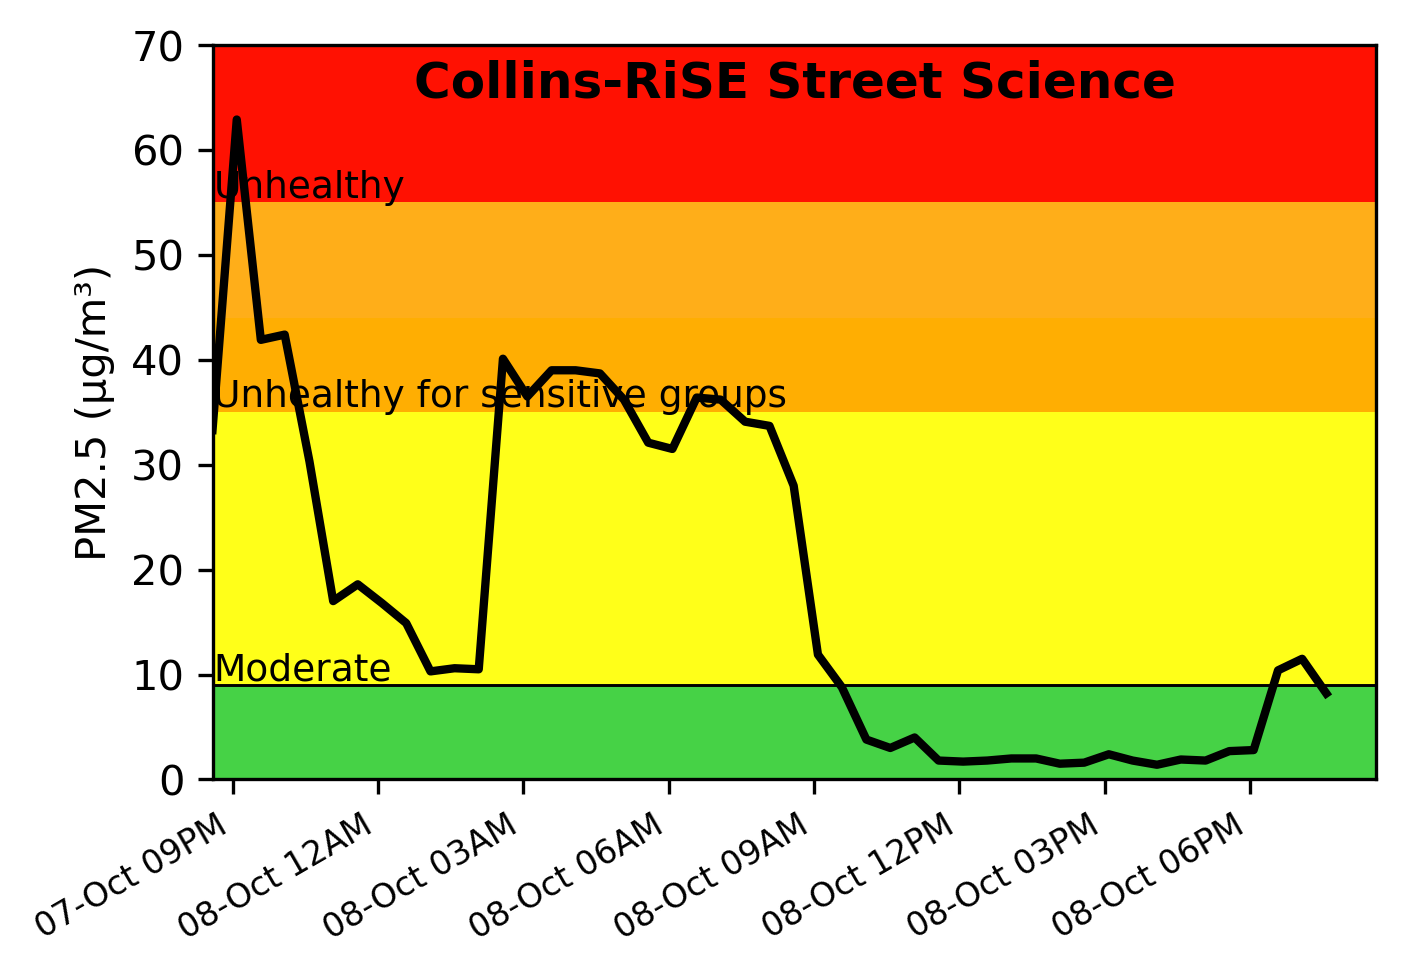 Collins-RiSE Street Science
PM2.5 (µg/m³)
70
60
50
40
30
20
10
0
Unhealthy
Unhealthy for sensitive groups
Moderate
07-Oct 09PM
08-Oct 12AM
08-Oct 03AM
08-Oct 06AM
08-Oct 09AM
08-Oct 12PM
08-Oct 03PM
08-Oct 06PM